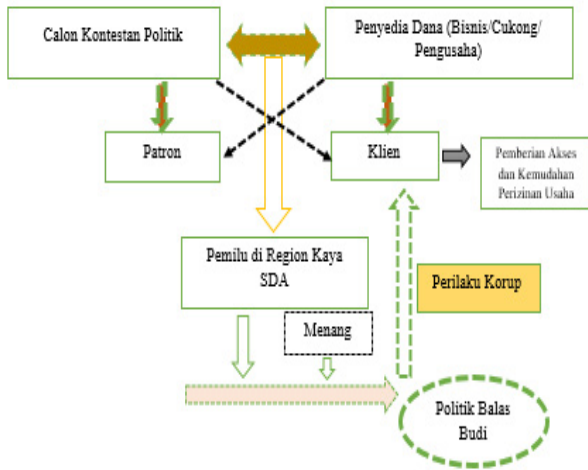 Calon Kontestan Politik
Penyedia Dana (Bisnis/Cukong/
Pengusaha)
Patron
Klien
Pemberian Akses
dan Kemudahan
Perizinan Usaha
Pemilu di Region Kaya
SDA
Perilaku Korup
Menang
Politik Balas
Budi